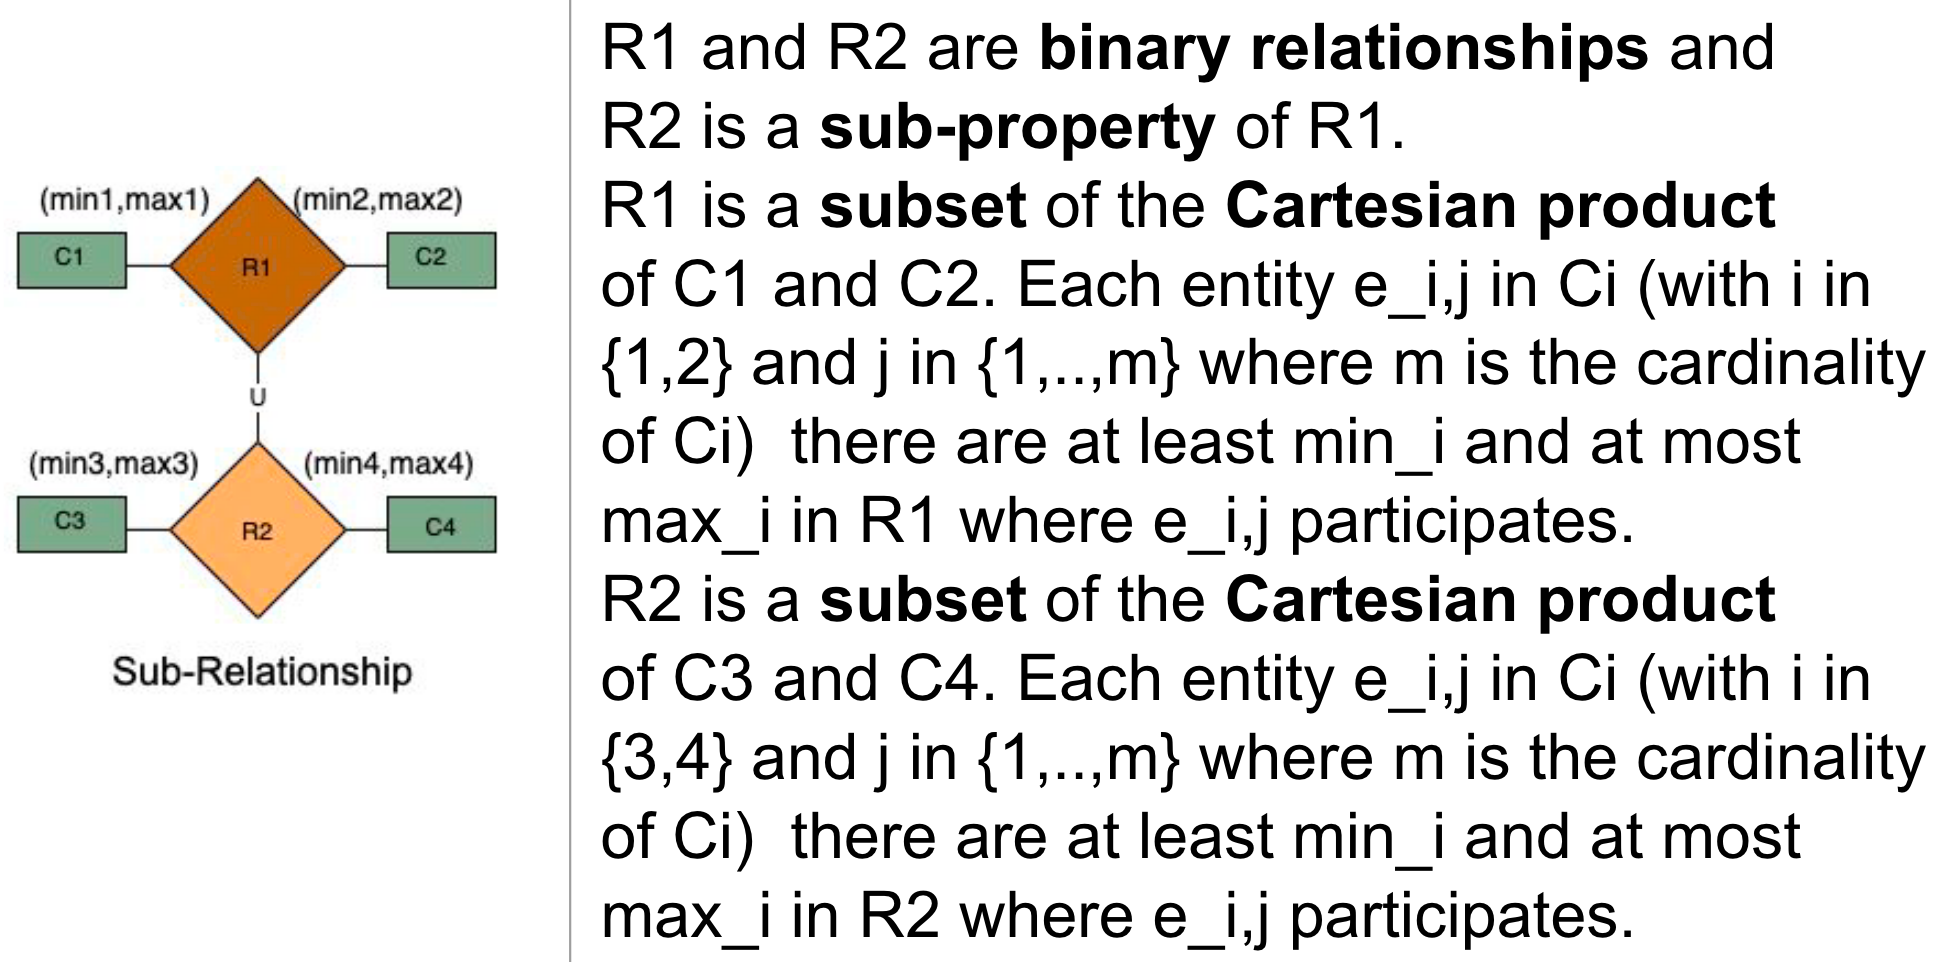 (min1,max1)
(min2,max2)
C1
R1
C2
U
(min3,max3)
(min4,max4)
C3
R2
C4
Sub-Relationship
R1 and R2 are binary relationships and
R2 is a sub-property of R1.
R1 is a subset of the Cartesian product
of C1 and C2. Each entity e_i,j in Ci (with i in
{1,2} and j in {1,..,m} where m is the cardinality
of Ci)  there are at least min_i and at most
max_i in R1 where e_i,j participates.
R2 is a subset of the Cartesian product
of C3 and C4. Each entity e_i,j in Ci (with i in
{3,4} and j in {1,..,m} where m is the cardinality
of Ci)  there are at least min_i and at most
max_i in R2 where e_i,j participates.